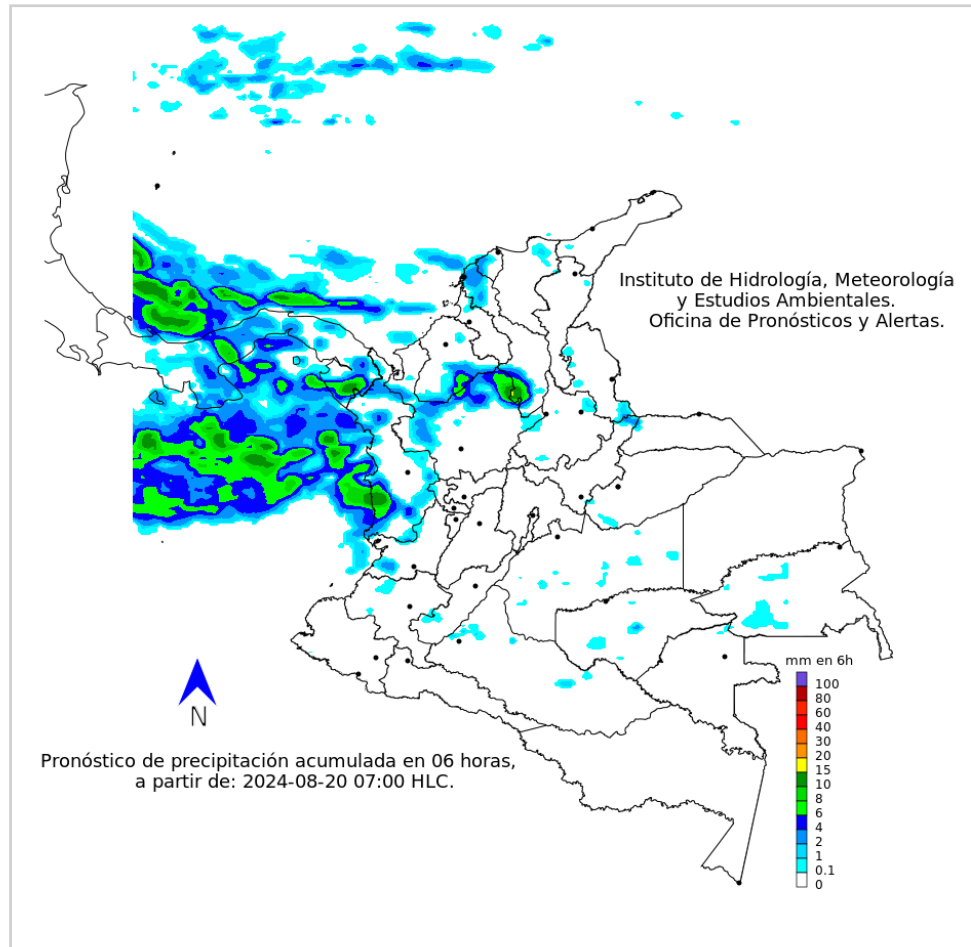 Instituto de Hidrología, Meteorología
y Estudios Ambientales.
Oficina de Pronósticos y Alertas.
N
Pronóstico de precipitación acumulada en 06 horas,
a partir de: 2024-08-20 07:00 HLC.
mm en 6h
100
80
60
40
30
20
15
10
8
6
4
2
1
0.1
0